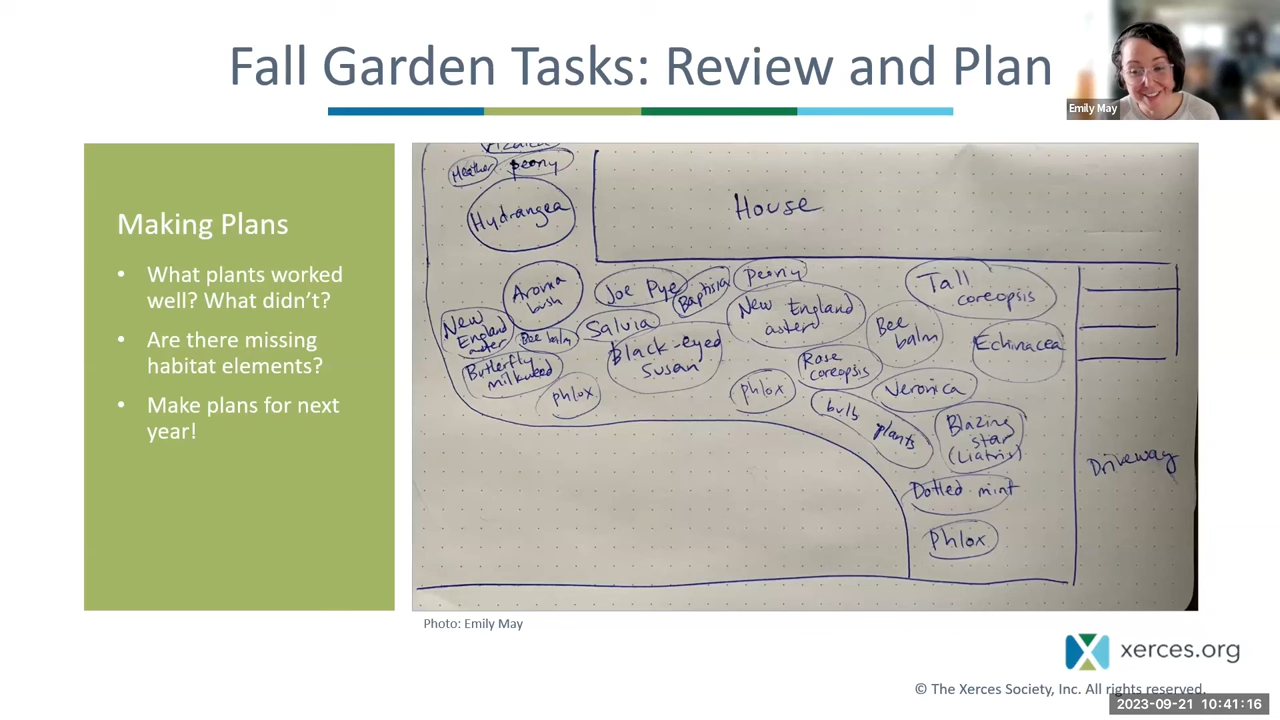 Fall Garden Tasks: Review and Plan
Emily May
Making Plans
• What plants worked
well? What didn't?
• Are there missing
habitat elements?
• Make plans for next
year!
Heather
peony
Hydrangea
House
Aronia
bush
Joe Pye
Baptisia
Peony
Tall
coreopsis
New
England
aster
Bee balm
Salvia
New England
aster
Bee
balm
Echinacea
Butterfly
milkweed
Black-eyed
Susan
Rose
coreopsis
phlox
phlox
Veronica
bulb
plants
Blazing
star
(Liatris)
Driveway
Dotted mint
Phlox
Photo: Emily May
xerces.org
© The Xerces Society, Inc. All rights reserved.
2023-09-21 10:41:16